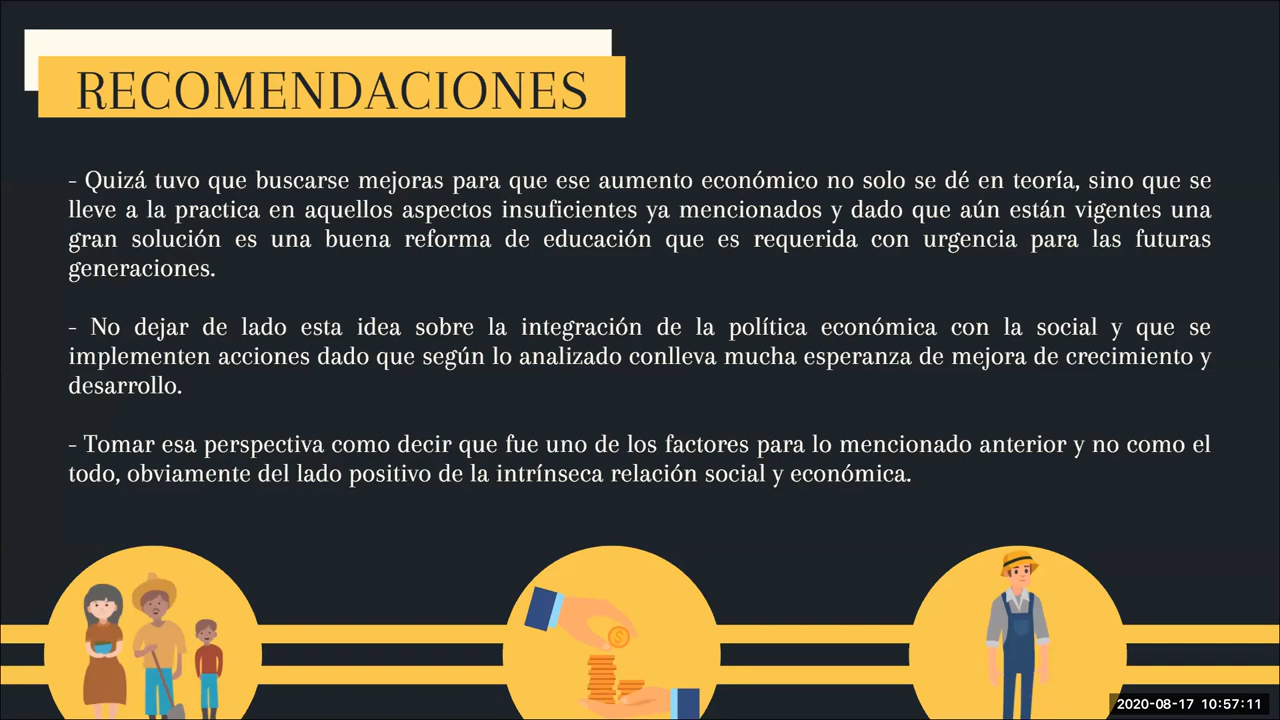 RECOMENDACIONES
- Quizá tuvo que buscarse mejoras para que ese aumento económico no solo se dé en teoría, sino que se
lleve a la practica en aquellos aspectos insuficientes ya mencionados y dado que aún están vigentes una
gran solución es una buena reforma de educación que es requerida con urgencia para las futuras
generaciones.
- No dejar de lado esta idea sobre la integración de la política económica con la social y que se
implementen acciones dado que según lo analizado conlleva mucha esperanza de mejora de crecimiento y
desarrollo.
- Tomar esa perspectiva como decir que fue uno de los factores para lo mencionado anterior y no como el
todo, obviamente del lado positivo de la intrínseca relación social y económica.
2020-08-17 10:57:11